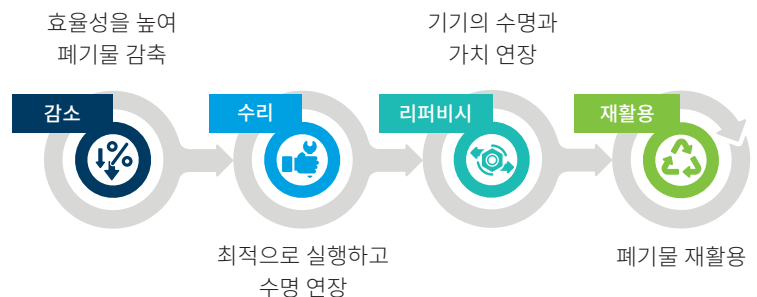 효율성을 높여
폐기물 감축
기기의 수명과
가치 연장
감소
수리
리퍼비시
재활용
최적으로 실행하고
수명 연장
폐기물 재활용